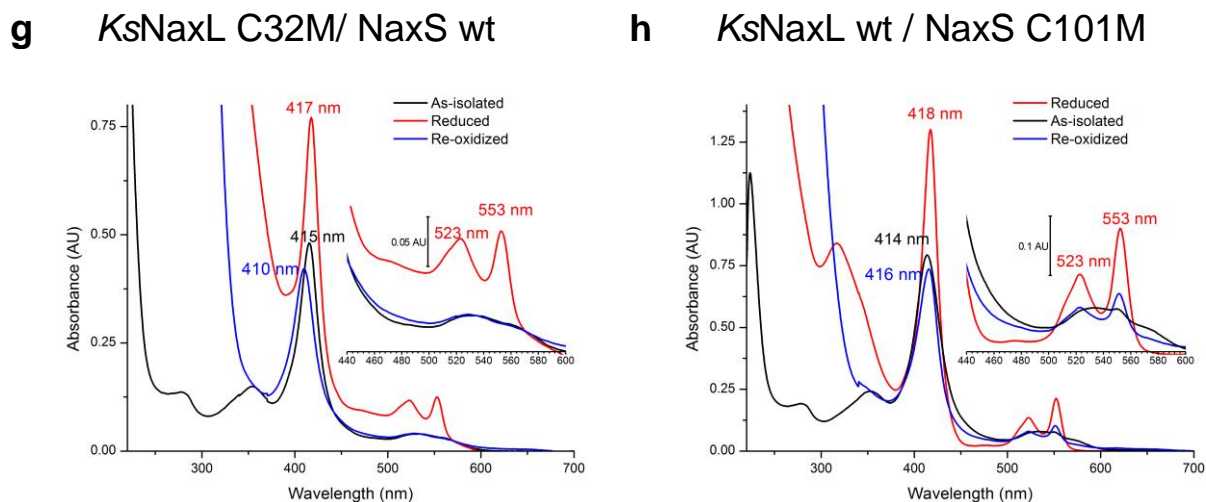 g KsNaxL C32M/ NaxS wt
0.75
0.50
0.25
0.00
Absorbance (AU)
300 400 500 600 700
Wavelength (nm)
As-isolated
Reduced
Re-oxidized
417 nm
415 nm
410 nm
0.05 AU
523 nm
553 nm
440 460 480 500 520 540 560 580 600
h KsNaxL wt / NaxS C101M
1.25
1.00
0.75
0.50
0.25
0.00
Absorbance (AU)
300 400 500 600 700
Wavelength (nm)
Reduced
As-isolated
Re-oxidized
418 nm
414 nm
416 nm
0.1 AU
523 nm
553 nm
440 460 480 500 520 540 560 580 600